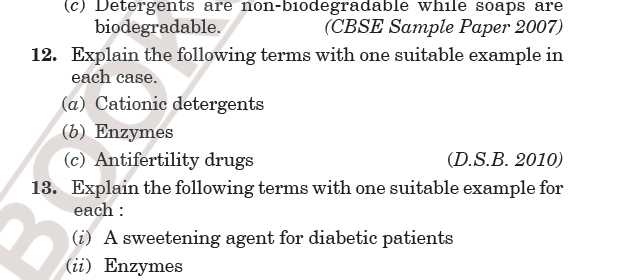 (c) Detergents are non-biodegradable while soaps are
biodegradable. (CBSE Sample Paper 2007)
12. Explain the following terms with one suitable example in
each case.
(a) Cationic detergents
(b) Enzymes
(c) Antifertility drugs (D.S.B. 2010)
13. Explain the following terms with one suitable example for
each :
(i) A sweetening agent for diabetic patients
(ii) Enzymes
BOOK